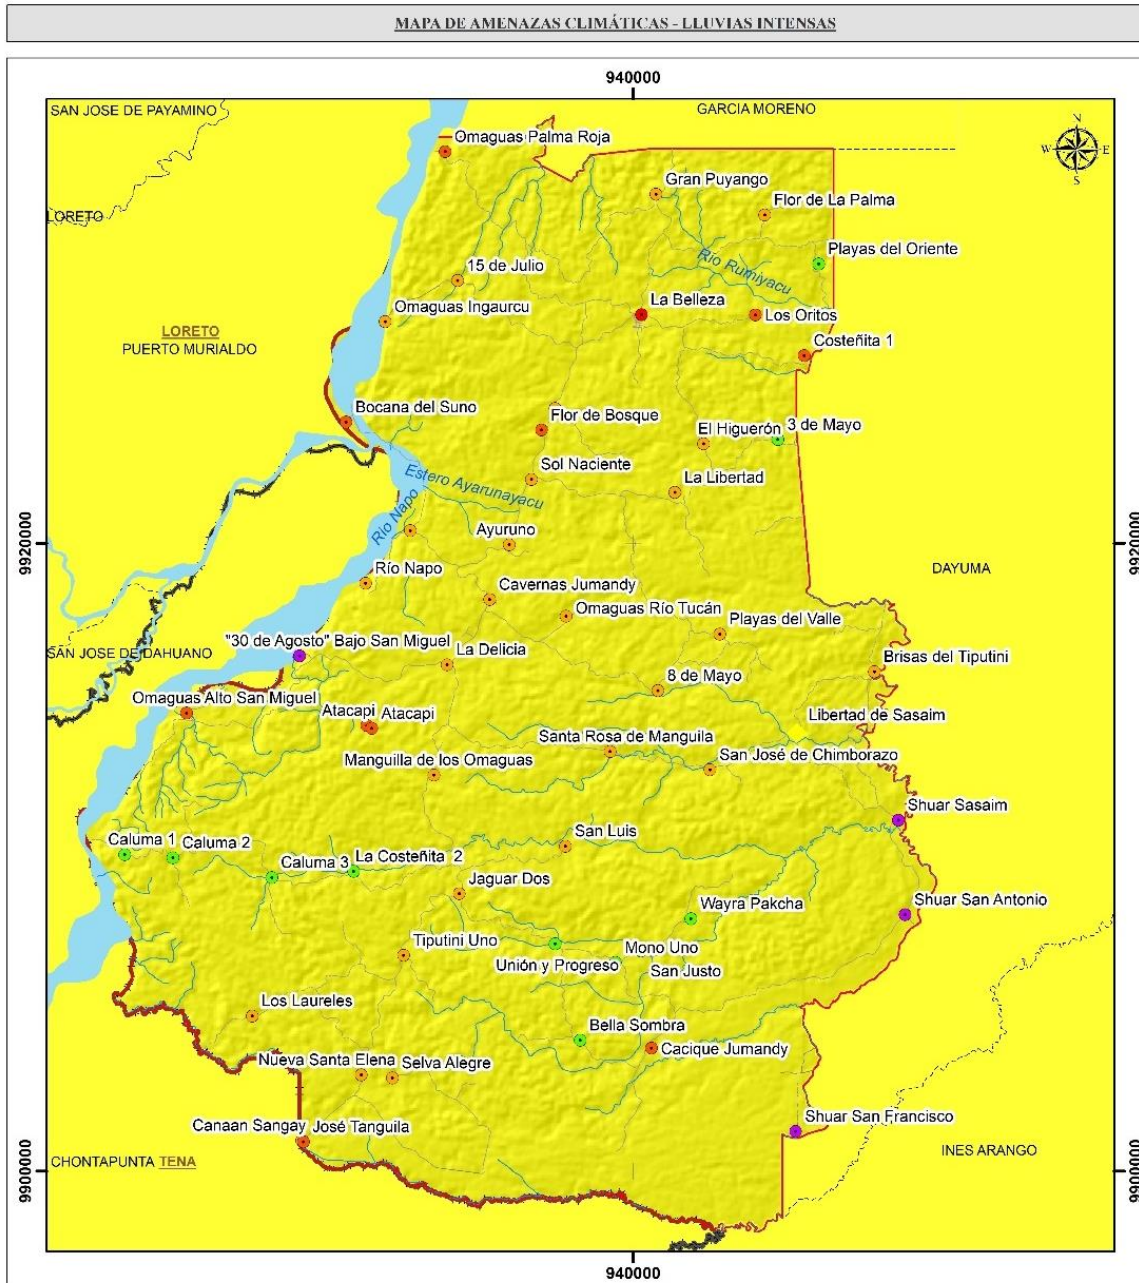 MAPA DE AMENAZAS CLIMÁTICAS - LLUVIAS INTENSAS
940000
SAN JOSE DE PAYAMINO
GARCIA MORENO
Omaguas Palma Roja
N
W
E
S
Gran Puyango
LORETO
Flor de La Palma
Playas del Oriente
Río Rumiyacu
15 de Julio
La Belleza
Omaguas Ingaurcu
Los Oritos
LORETO
PUERTO MURIALDO
Costeñita 1
Bocana del Suno
Flor de Bosque
El Higuerón
3 de Mayo
Sol Naciente
La Libertad
Estero Ayarunayacu
Río Napo
Ayuruno
9920000
9920000
Río Napo
DAYUMA
Cavernas Jumandy
Omaguas Río Tucán
Playas del Valle
"30 de Agosto" Bajo San Miguel
SAN JOSE DE DAHUANO
La Delicia
Brisas del Tiputini
8 de Mayo
Omaguas Alto San Miguel
Atacapi
Atacapi
Libertad de Sasaim
Santa Rosa de Manguila
Manguilla de los Omaguas
San José de Chimborazo
Shuar Sasaim
Caluma 1
Caluma 2
San Luis
Caluma 3
La Costeñita 2
Jaguar Dos
Wayra Pakcha
Shuar San Antonio
Tiputini Uno
Mono Uno
Unión y Progreso
San Justo
Los Laureles
Bella Sombra
Cacique Jumandy
Nueva Santa Elena
Selva Alegre
Shuar San Francisco
Canaan Sangay
José Tanguila
INES ARANGO
CHONTAPUNTA TENA
9900000
9900000
940000